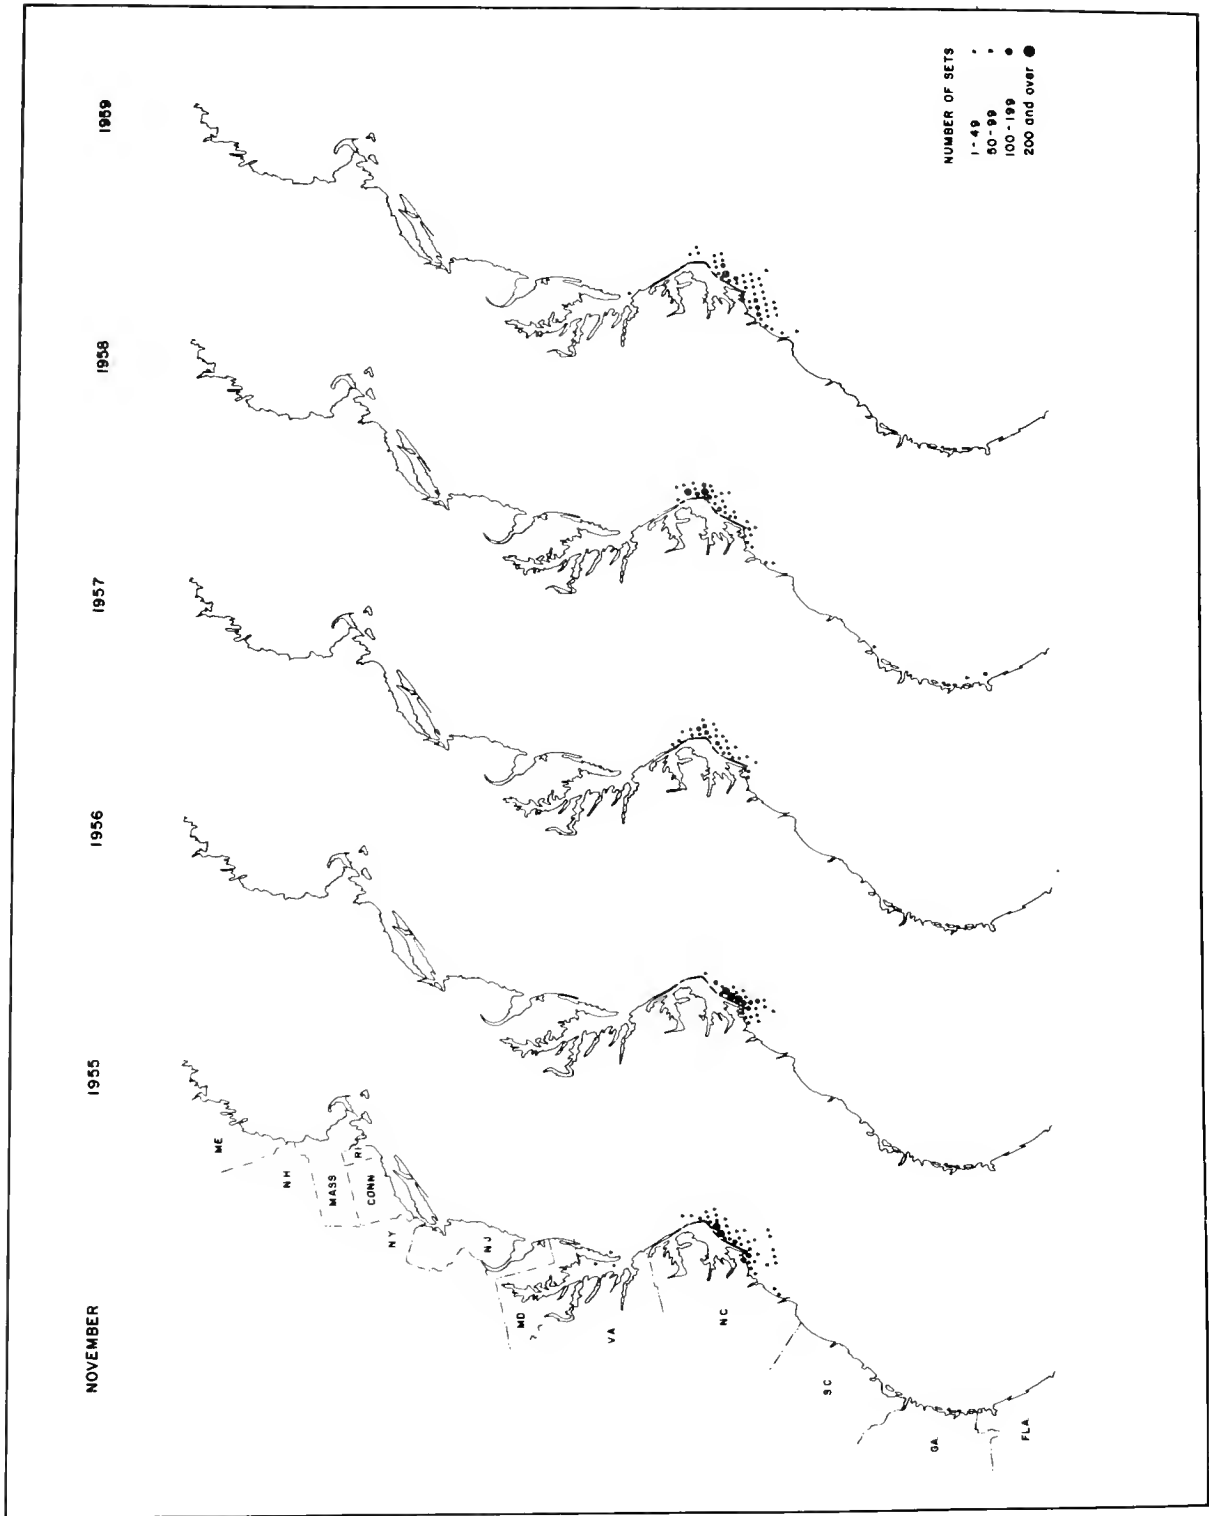 NOVEMBER
1955
1956
1957
1958
1959
ME
NH
MASS
RI
CONN
NY
NJ
MD
VA
NC
SC
GA
FLA
NUMBER OF SETS
1-49
50-99
100-199
200 and over